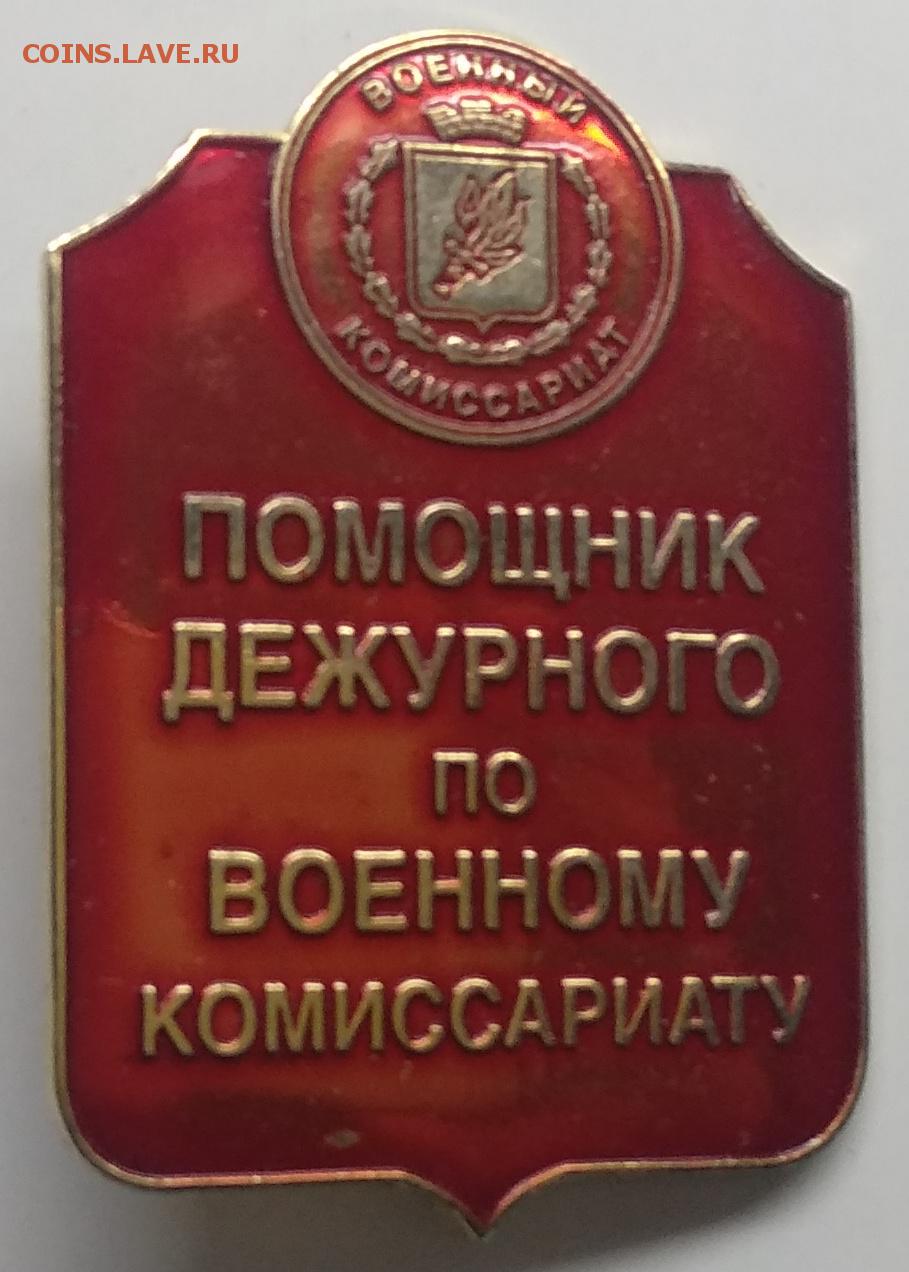 COINS.LAVE.RU
ВОЕННЫЙ
КОМИССАРИАТ
ПОМОЩНИК
ДЕЖУРНОГО
ПО
ВОЕННОМУ
КОМИССАРИАТУ